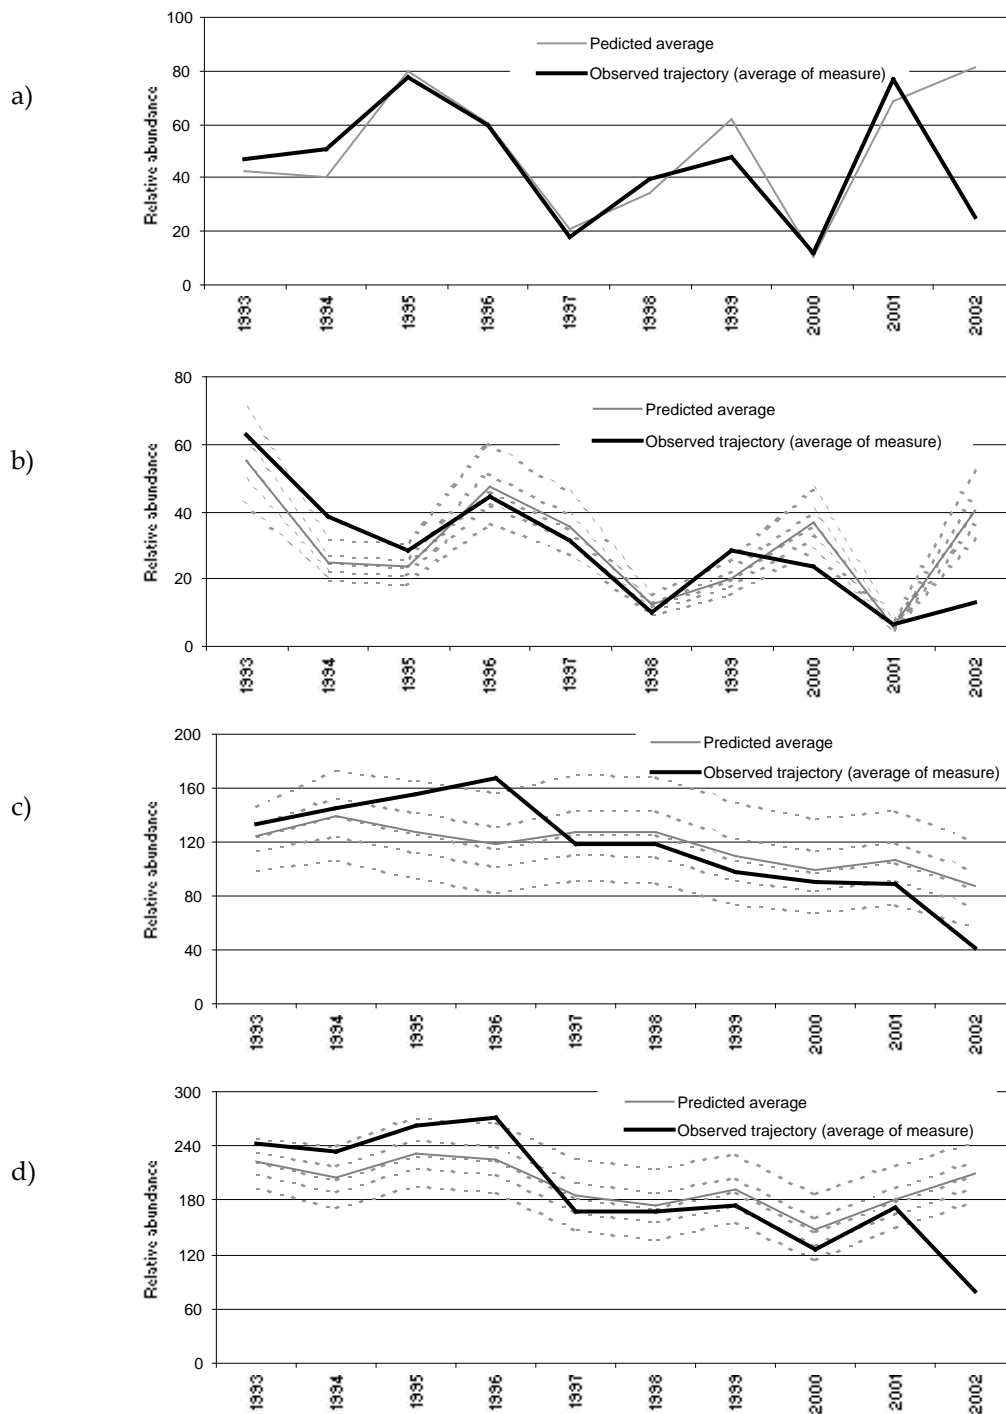 a)
Relative abundance
100
80
60
40
20
0
Pedicted average
Observed trajectory (average of measure)
1993 1994 1995 1996 1997 1998 1999 2000 2001 2002
b)
Relative abundance
80
60
40
20
0
Predicted average
Observed trajectory (average of measure)
1993 1994 1995 1996 1997 1998 1999 2000 2001 2002
c)
Relative abundance
200
160
120
80
40
0
Predicted average
Observed trajectory (average of measure)
1993 1994 1995 1996 1997 1998 1999 2000 2001 2002
d)
Relative abundance
300
240
180
120
60
0
Predicted average
Observed trajectory (average of measure)
1993 1994 1995 1996 1997 1998 1999 2000 2001 2002